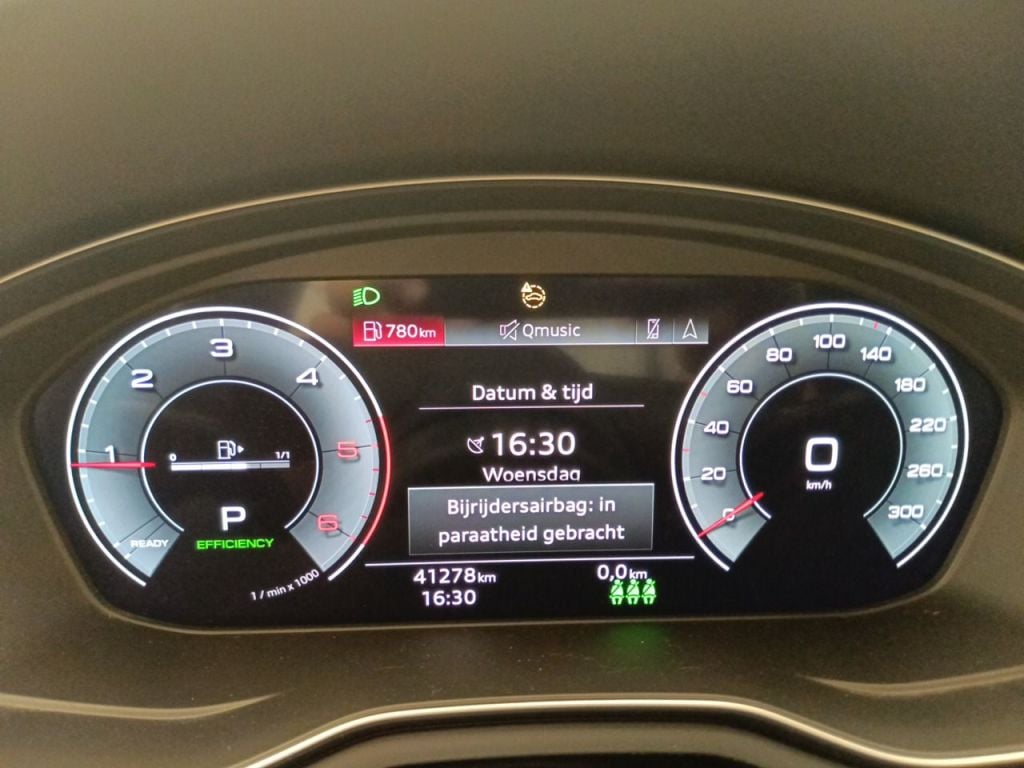 780km
Qmusic
Datum & tijd
16:30
Woensdag
Bijrijdersairbag: in
paraatheid gebracht
41278km
16:30
0,0km
1
2
3
4
5
6
0
1/1
P
READY
EFFICIENCY
1 / min x 1000
0
20
40
60
80
100
140
180
220
260
300
0
km/h